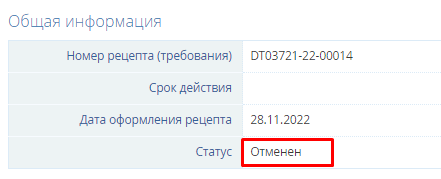 Общая информация
Номер рецепта (требования) DT03721-22-00014
Срок действия
Дата оформления рецепта 28.11.2022
Статус Отменен